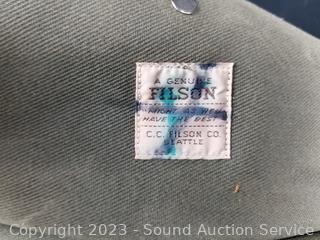 A GENUINE
FILSON
"MIGHT AS WELL
HAVE THE BEST"
C.C. FILSON CO.
SEATTLE
Copyright 2023 - Sound Auction Service